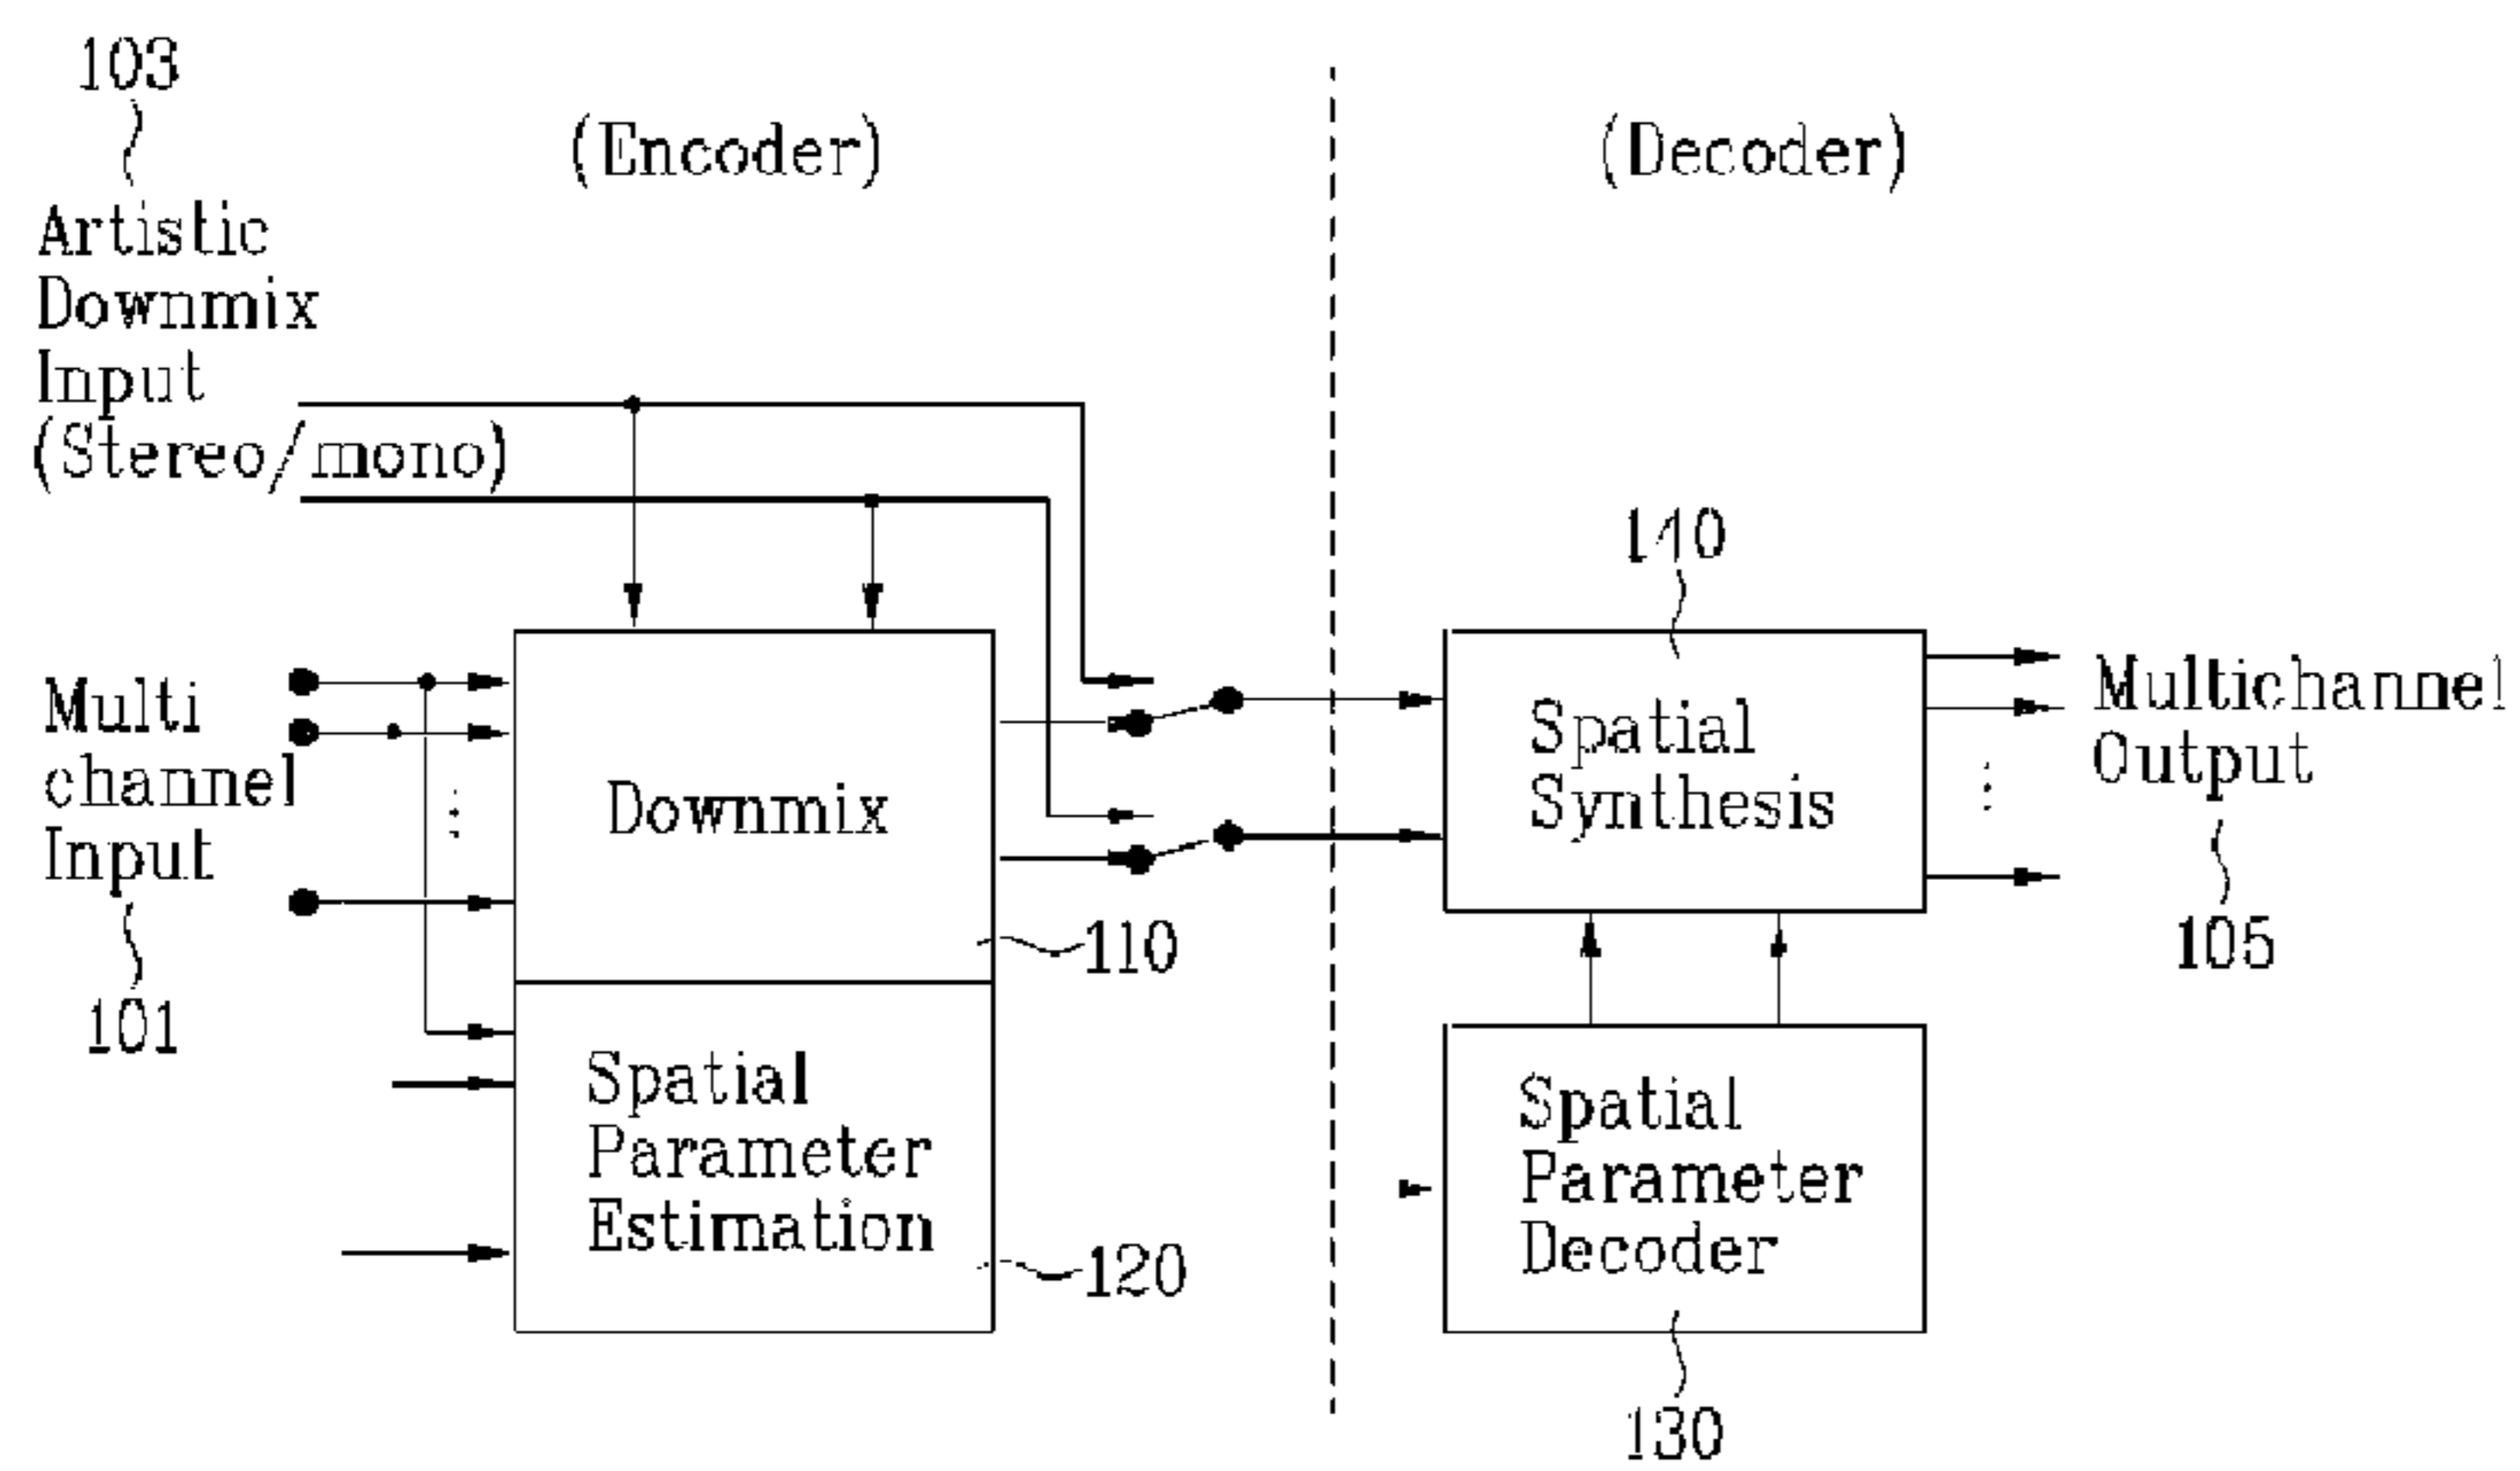 103
Artistic
Downmix
Input
(Stereo/mono)
(Encoder)
(Decoder)
Multi
channel
Input
101
Downmix
110
Spatial
Parameter
Estimation
120
140
Spatial
Synthesis
Multichannel
Output
105
Spatial
Parameter
Decoder
130